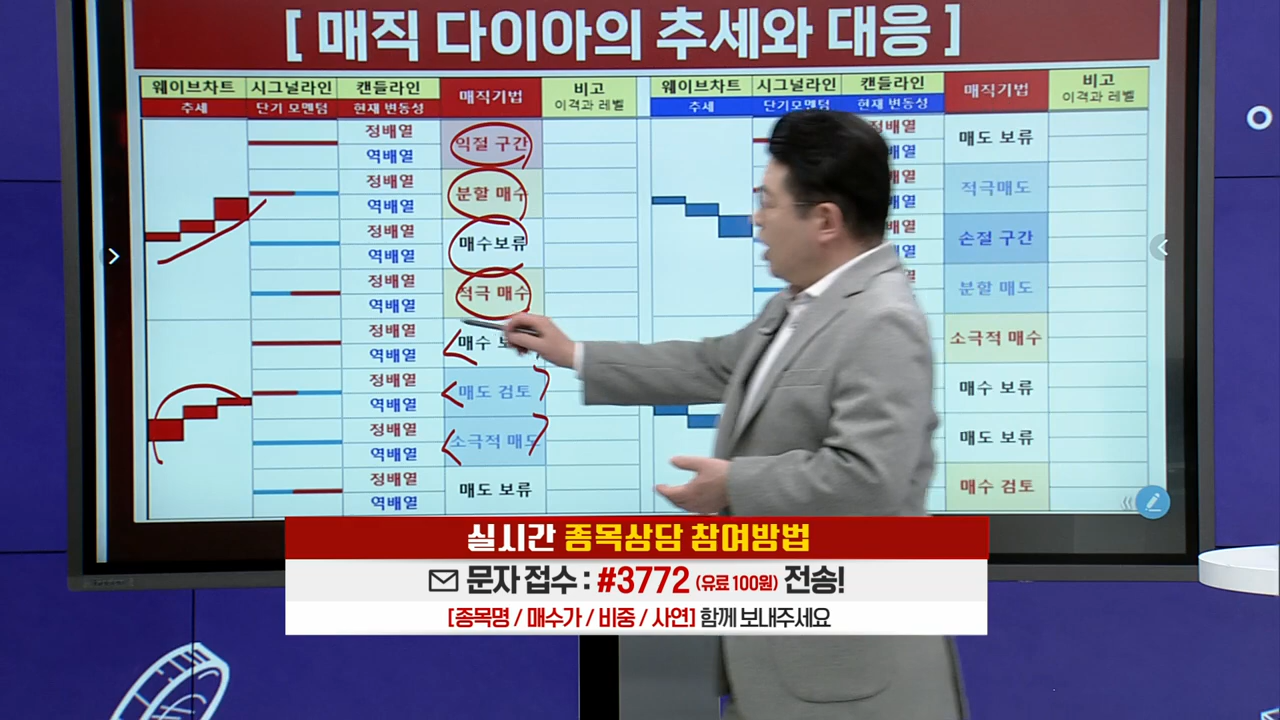 [ 매직 다이아의 추세와 대응 ]
웨이브차트 시그널라인 캔들라인 매직기법 비고
추세 단기 모멘텀 현재 변동성 이격과 레벨
정배열 익절 구간
역배열
정배열 분할 매수
역배열
정배열 매수보류
역배열
정배열 적극 매수
역배열
정배열 매수
역배열
정배열 매도 검토
역배열
정배열 소극적 매도
역배열
정배열 매도 보류
역배열
웨이브차트 시그널라인 캔들라인 매직기법 비고
추세 단기모멘텀 현재 변동성 이격과 레벨
매도 보류
적극매도
손절 구간
분할 매도
소극적 매수
매수 보류
매도 보류
매수 검토
실시간 종목상담 참여방법
문자 접수 : #3772 (유료 100원) 전송!
[종목명 / 매수가 / 비중 / 사연] 함께 보내주세요